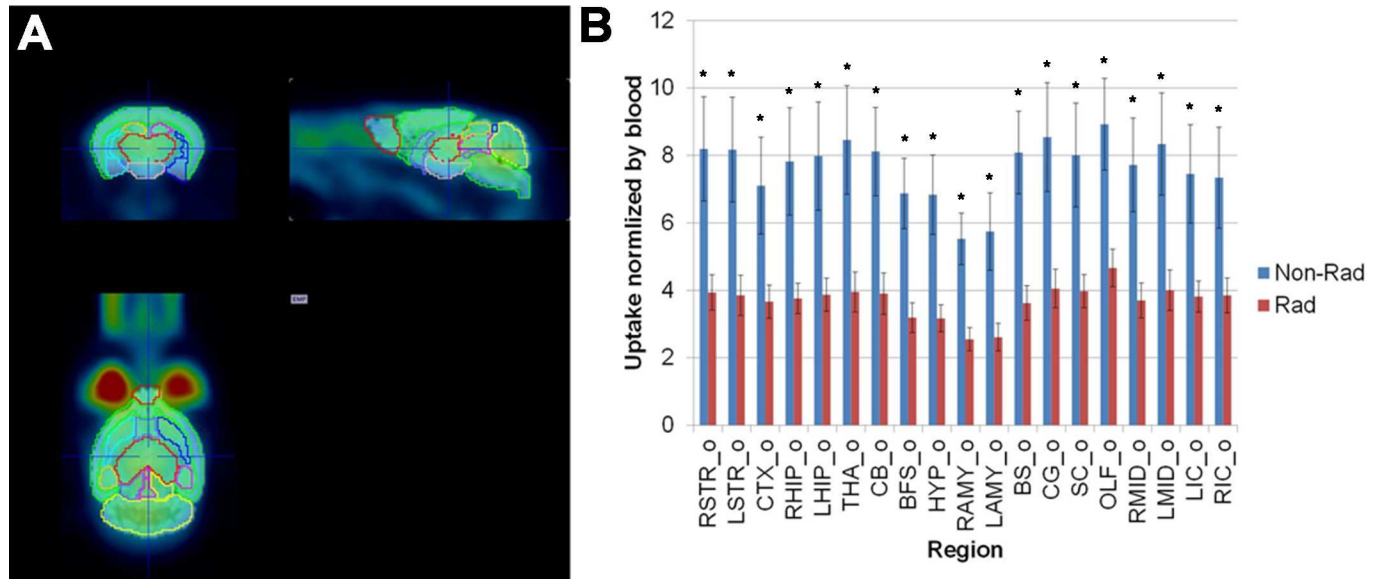 A
EMP
B
Uptake normlized by blood
12
10
8
6
4
2
0
* * * * * * * * * * * * * * * * * * *
Non-Rad
Rad
RSTR_o
LSTR_o
CTX_o
RHIP_o
LHIP_o
THA_o
CB_o
BFS_o
HYP_o
RAMY_o
LAMY_o
BS_o
CG_o
SC_o
OLF_o
RMID_o
LMID_o
LIC_o
RIC_o
Region